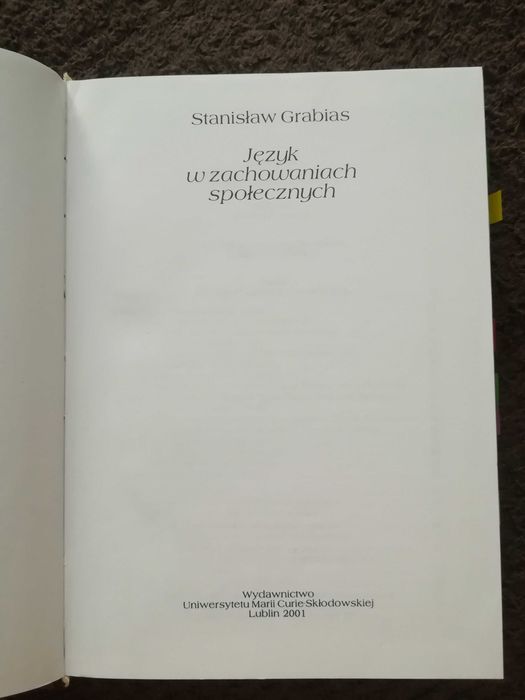 Stanisław Grabias
Język
w zachowaniach
społecznych
Wydawnictwo
Uniwersytetu Marii Curie-Skłodowskiej
Lublin 2001